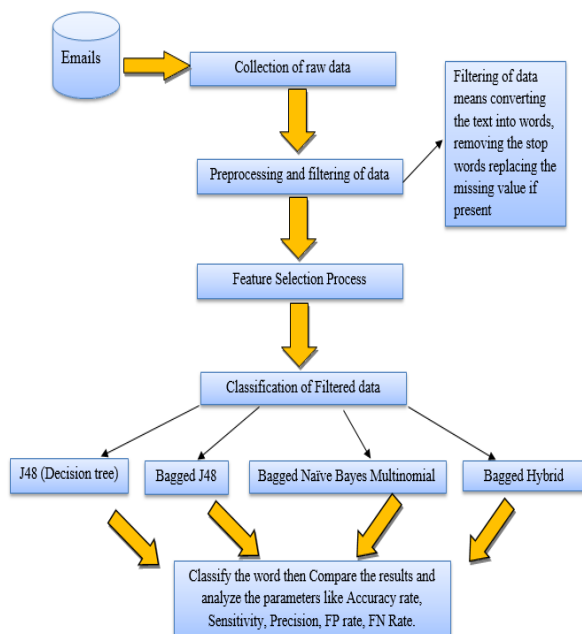 Emails
Collection of raw data
Filtering of data
means converting
the text into words,
removing the stop
words replacing the
missing value if
present
Preprocessing and filtering of data
Feature Selection Process
Classification of Filtered data
J48 (Decision tree)
Bagged J48
Bagged Naïve Bayes Multinomial
Bagged Hybrid
Classify the word then Compare the results and
analyze the parameters like Accuracy rate,
Sensitivity, Precision, FP rate, FN Rate.